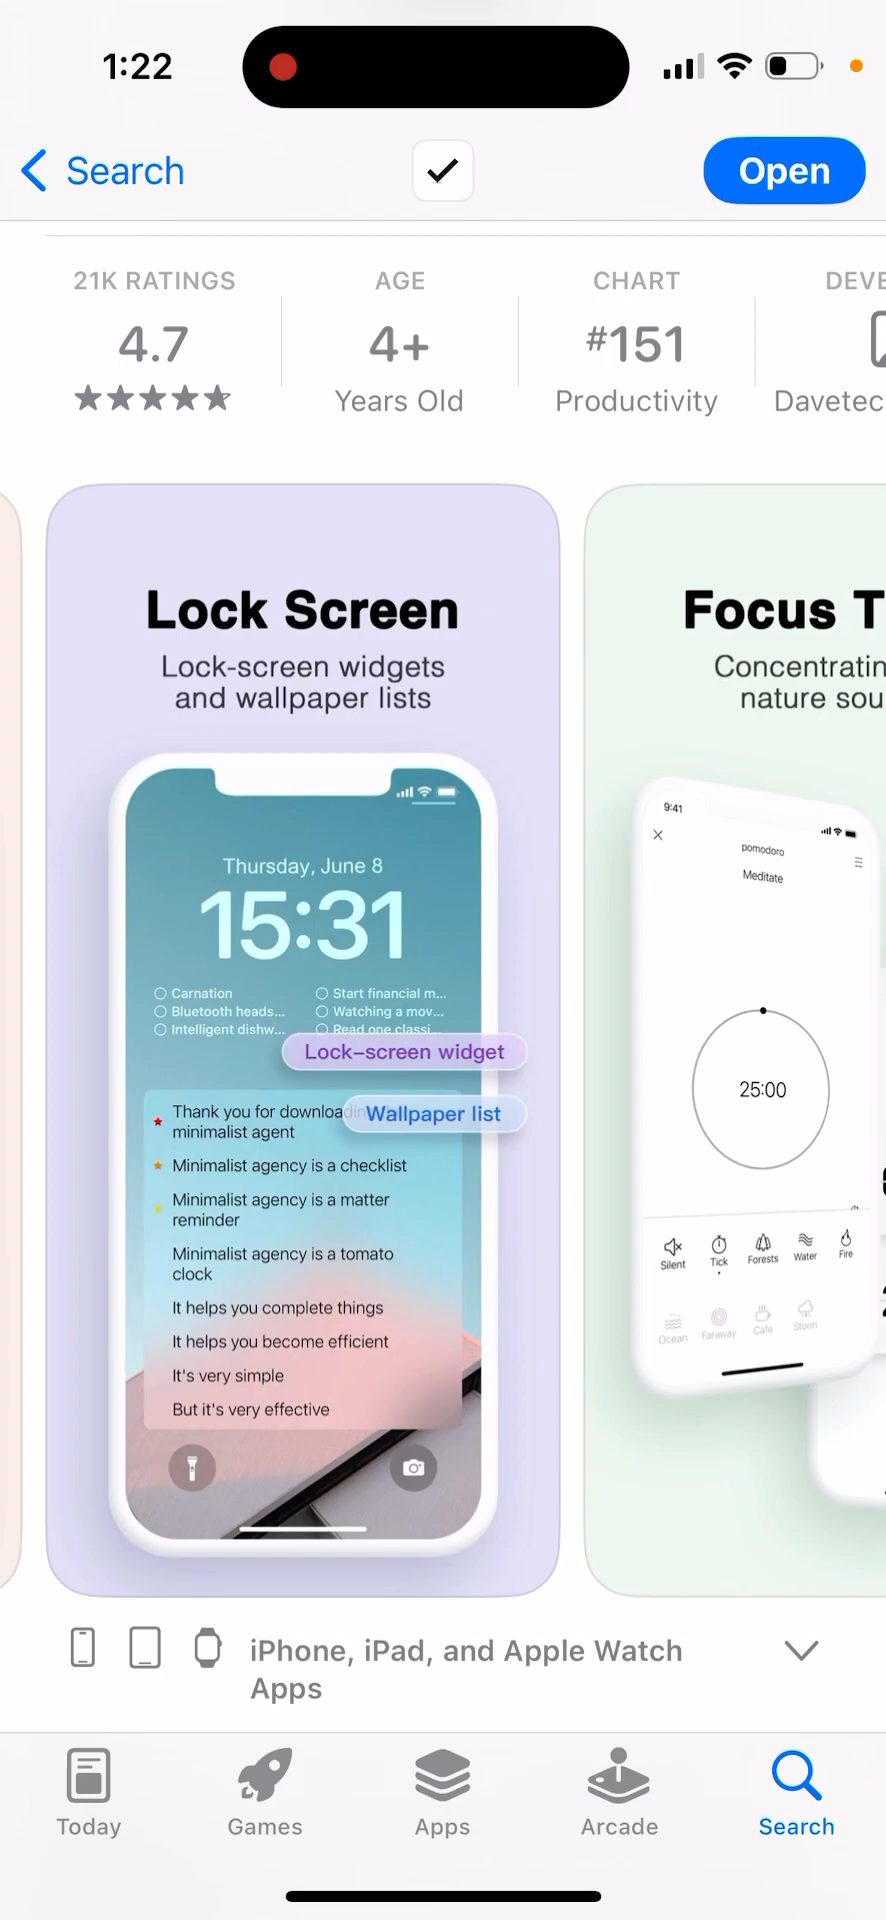 1:22
Search
Open
21K RATINGS
4.7
AGE
4+
Years Old
CHART
#151
Productivity
Lock Screen
Lock-screen widgets
and wallpaper lists
Thursday, June 8
15:31
Carnation
Start financial m...
Bluetooth heads...
Watching a mov...
Intelligent dishw...
Read one classi...
Lock-screen widget
Thank you for
Wallpaper list
minimalist agent
Minimalist agency is a checklist
Minimalist agency is a matter
reminder
Minimalist agency is a tomato
clock
It helps you complete things
It helps you become efficient
It's very simple
But it's very effective
Focus
nature
9:41
pomodoro
Meditate
25:00
Silent
Tick
Forests
Water
Fire
Ocean
Faraway
Cafe
Storm
iPhone, iPad, and Apple Watch
Apps
Today
Games
Apps
Arcade
Search